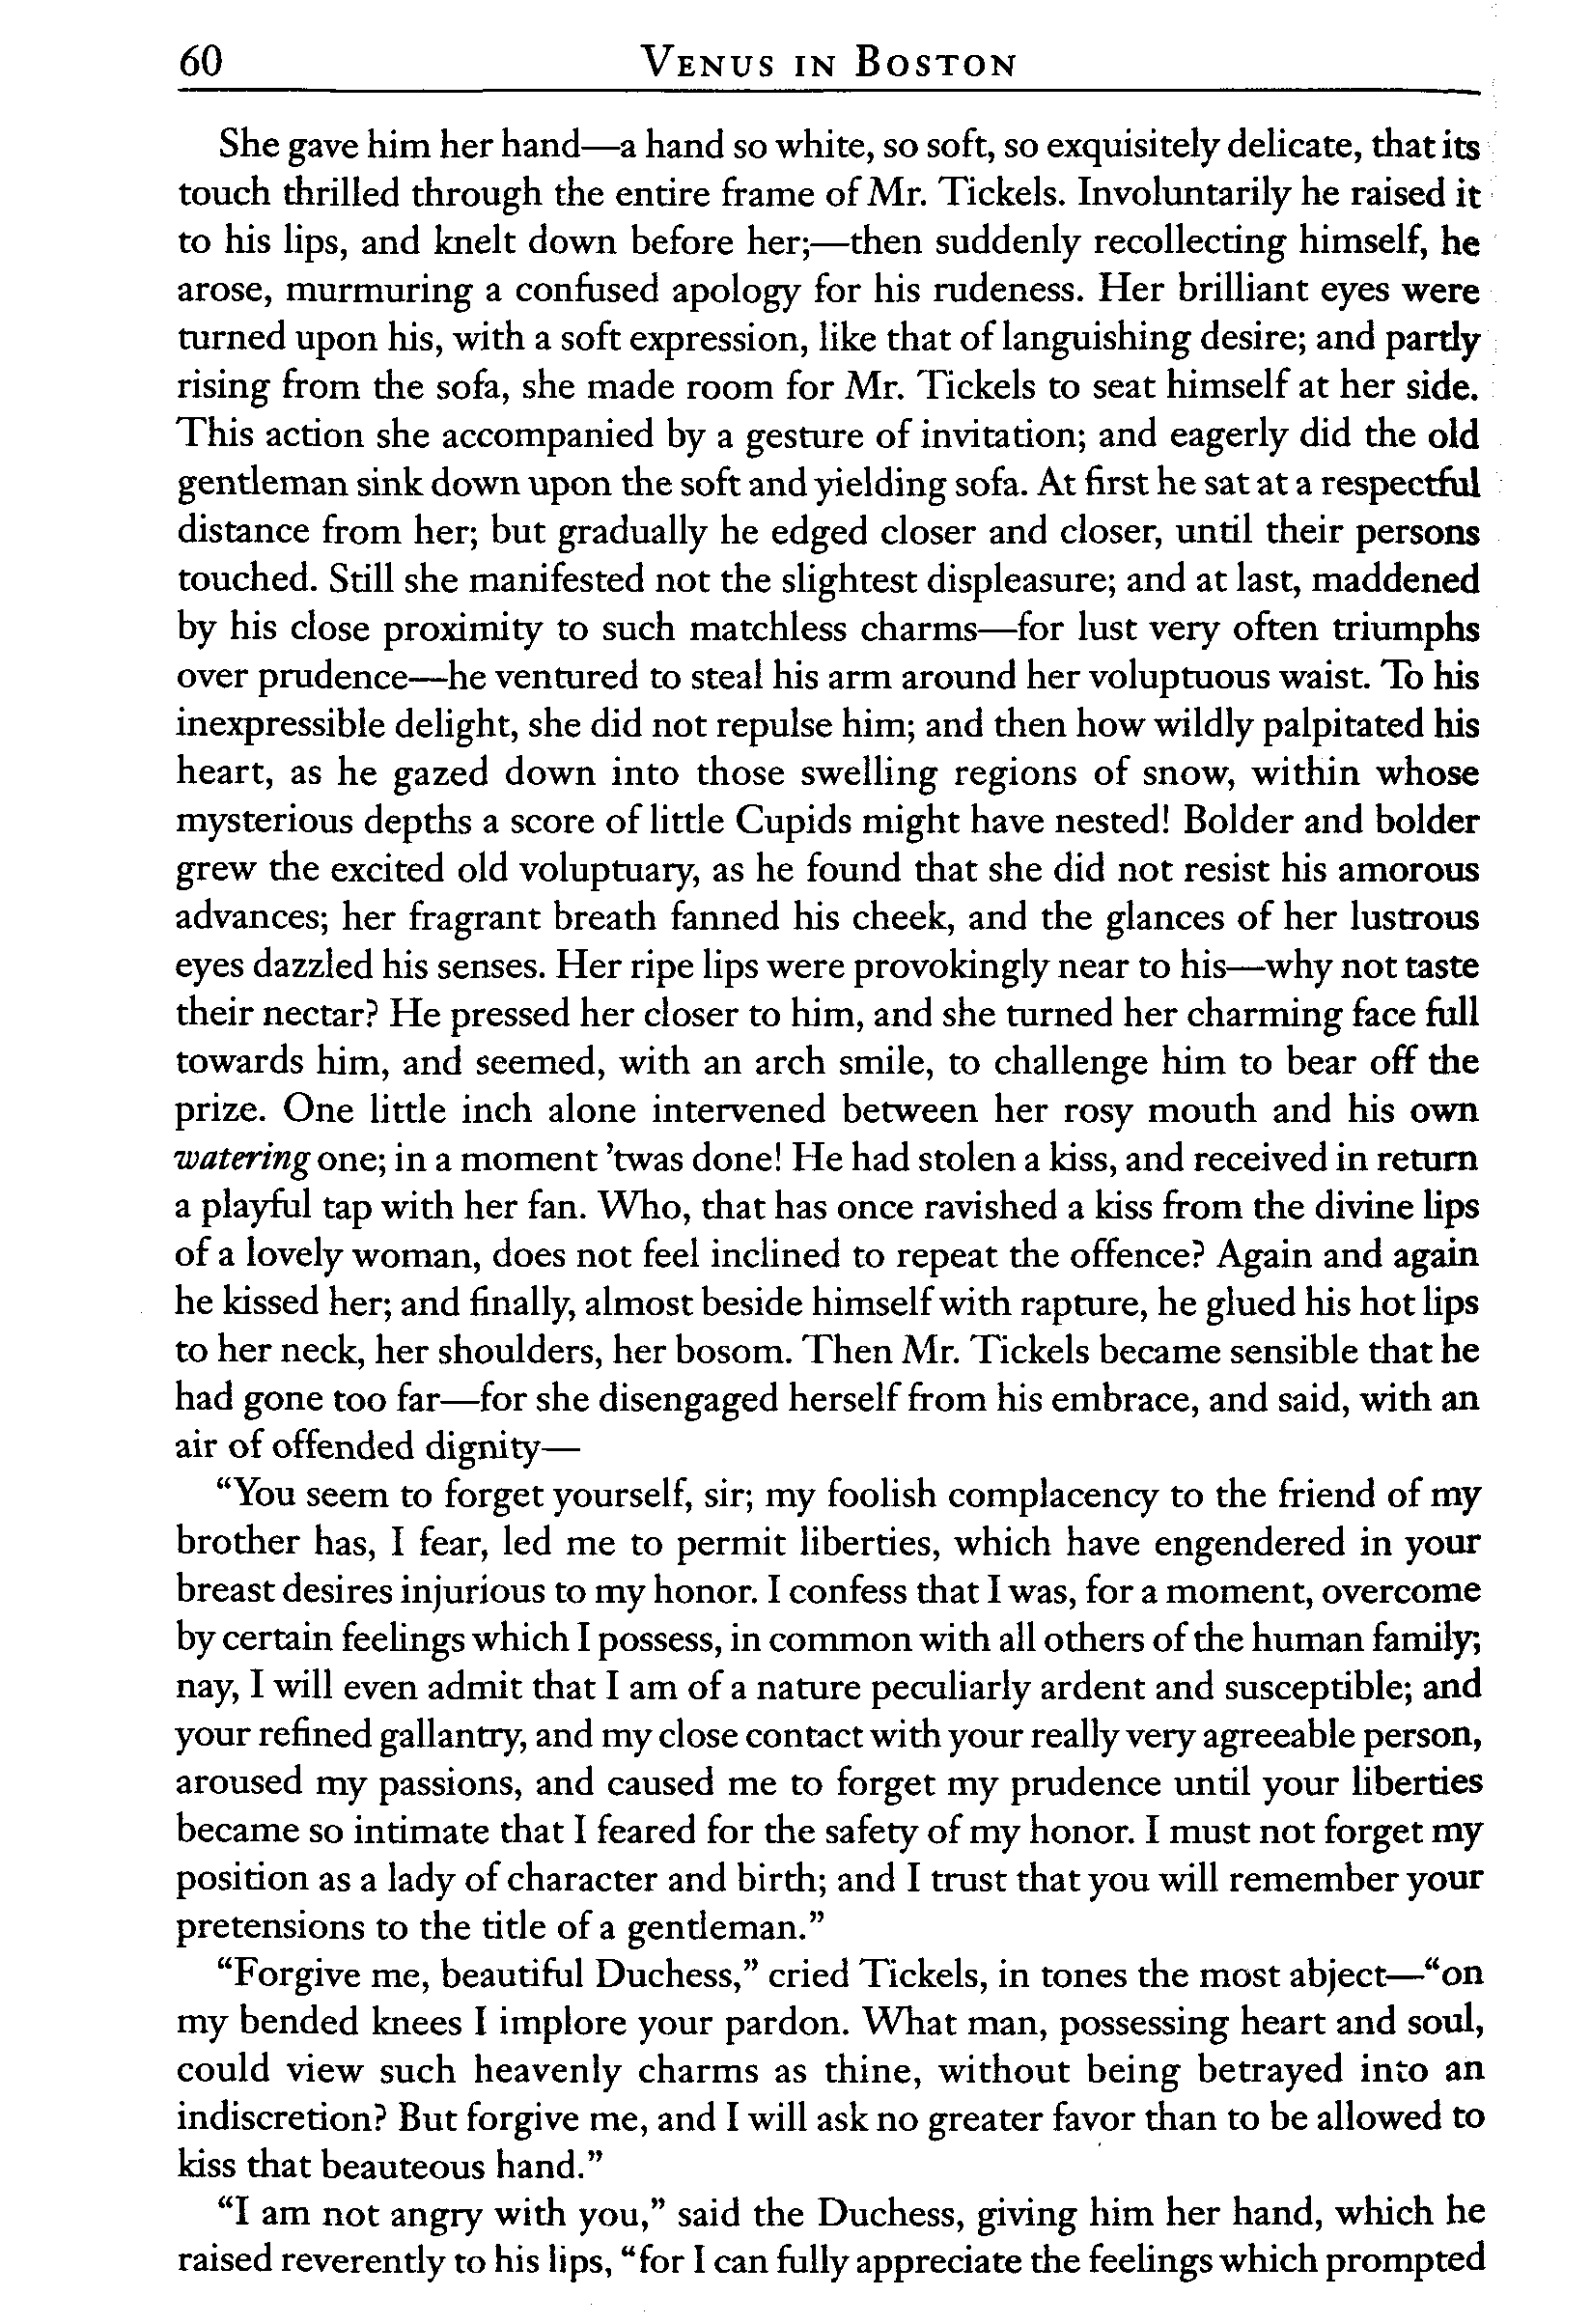 60
VENUS IN BOSTON
She gave him her hand—a hand so white, so soft, so exquisitely delicate, that its
touch thrilled through the entire frame of Mr. Tickels. Involuntarily he raised it
to his lips, and knelt down before her;—then suddenly recollecting himself, he
arose, murmuring a confused apology for his rudeness. Her brilliant eyes were
turned upon his, with a soft expression, like that of languishing desire; and partly
rising from the sofa, she made room for Mr. Tickels to seat himself at her side.
This action she accompanied by a gesture of invitation; and eagerly did the old
gentleman sink down upon the soft and yielding sofa. At first he sat at a respectful
distance from her; but gradually he edged closer and closer, until their persons
touched. Still she manifested not the slightest displeasure; and at last, maddened
by his close proximity to such matchless charms—for lust very often triumphs
over prudence—he ventured to steal his arm around her voluptuous waist. To his
inexpressible delight, she did not repulse him; and then how wildly palpitated his
heart, as he gazed down into those swelling regions of snow, within whose
mysterious depths a score of little Cupids might have nested! Bolder and bolder
grew the excited old voluptuary, as he found that she did not resist his amorous
advances; her fragrant breath fanned his cheek, and the glances of her lustrous
eyes dazzled his senses. Her ripe lips were provokingly near to his—why not taste
their nectar? He pressed her closer to him, and she turned her charming face full
towards him, and seemed, with an arch smile, to challenge him to bear off the
prize. One little inch alone intervened between her rosy mouth and his own
watering one; in a moment ’twas done! He had stolen a kiss, and received in return
a playful tap with her fan. Who, that has once ravished a kiss from the divine lips
of a lovely woman, does not feel inclined to repeat the offence? Again and again
he kissed her; and finally, almost beside himself with rapture, he glued his hot lips
to her neck, her shoulders, her bosom. Then Mr. Tickels became sensible that he
had gone too far—for she disengaged herself from his embrace, and said, with an
air of offended dignity—
“You seem to forget yourself, sir; my foolish complacency to the friend of my
brother has, I fear, led me to permit liberties, which have engendered in your
breast desires injurious to my honor. I confess that I was, for a moment, overcome
by certain feelings which I possess, in common with all others of the human family;
nay, I will even admit that I am of a nature peculiarly ardent and susceptible; and
your refined gallantry, and my close contact with your really very agreeable person,
aroused my passions, and caused me to forget my prudence until your liberties
became so intimate that I feared for the safety of my honor. I must not forget my
position as a lady of character and birth; and I trust that you will remember your
pretensions to the title of a gentleman.”
“Forgive me, beautiful Duchess,” cried Tickels, in tones the most abject—“on
my bended knees I implore your pardon. What man, possessing heart and soul,
could view such heavenly charms as thine, without being betrayed into an
indiscretion? But forgive me, and I will ask no greater favor than to be allowed to
kiss that beauteous hand.”
“I am not angry with you,” said the Duchess, giving him her hand, which he
raised reverently to his lips, “for I can fully appreciate the feelings which prompted